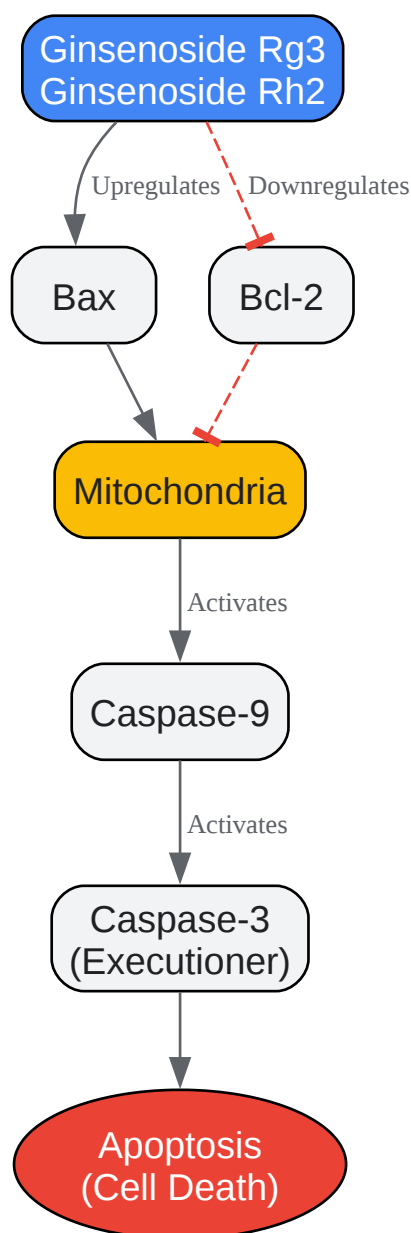 Ginsenoside Rg3
Ginsenoside Rh2
Upregulates
Downregulates
Bax
Bcl-2
Mitochondria
Activates
Caspase-9
Activates
Caspase-3
(Executioner)
Apoptosis
(Cell Death)